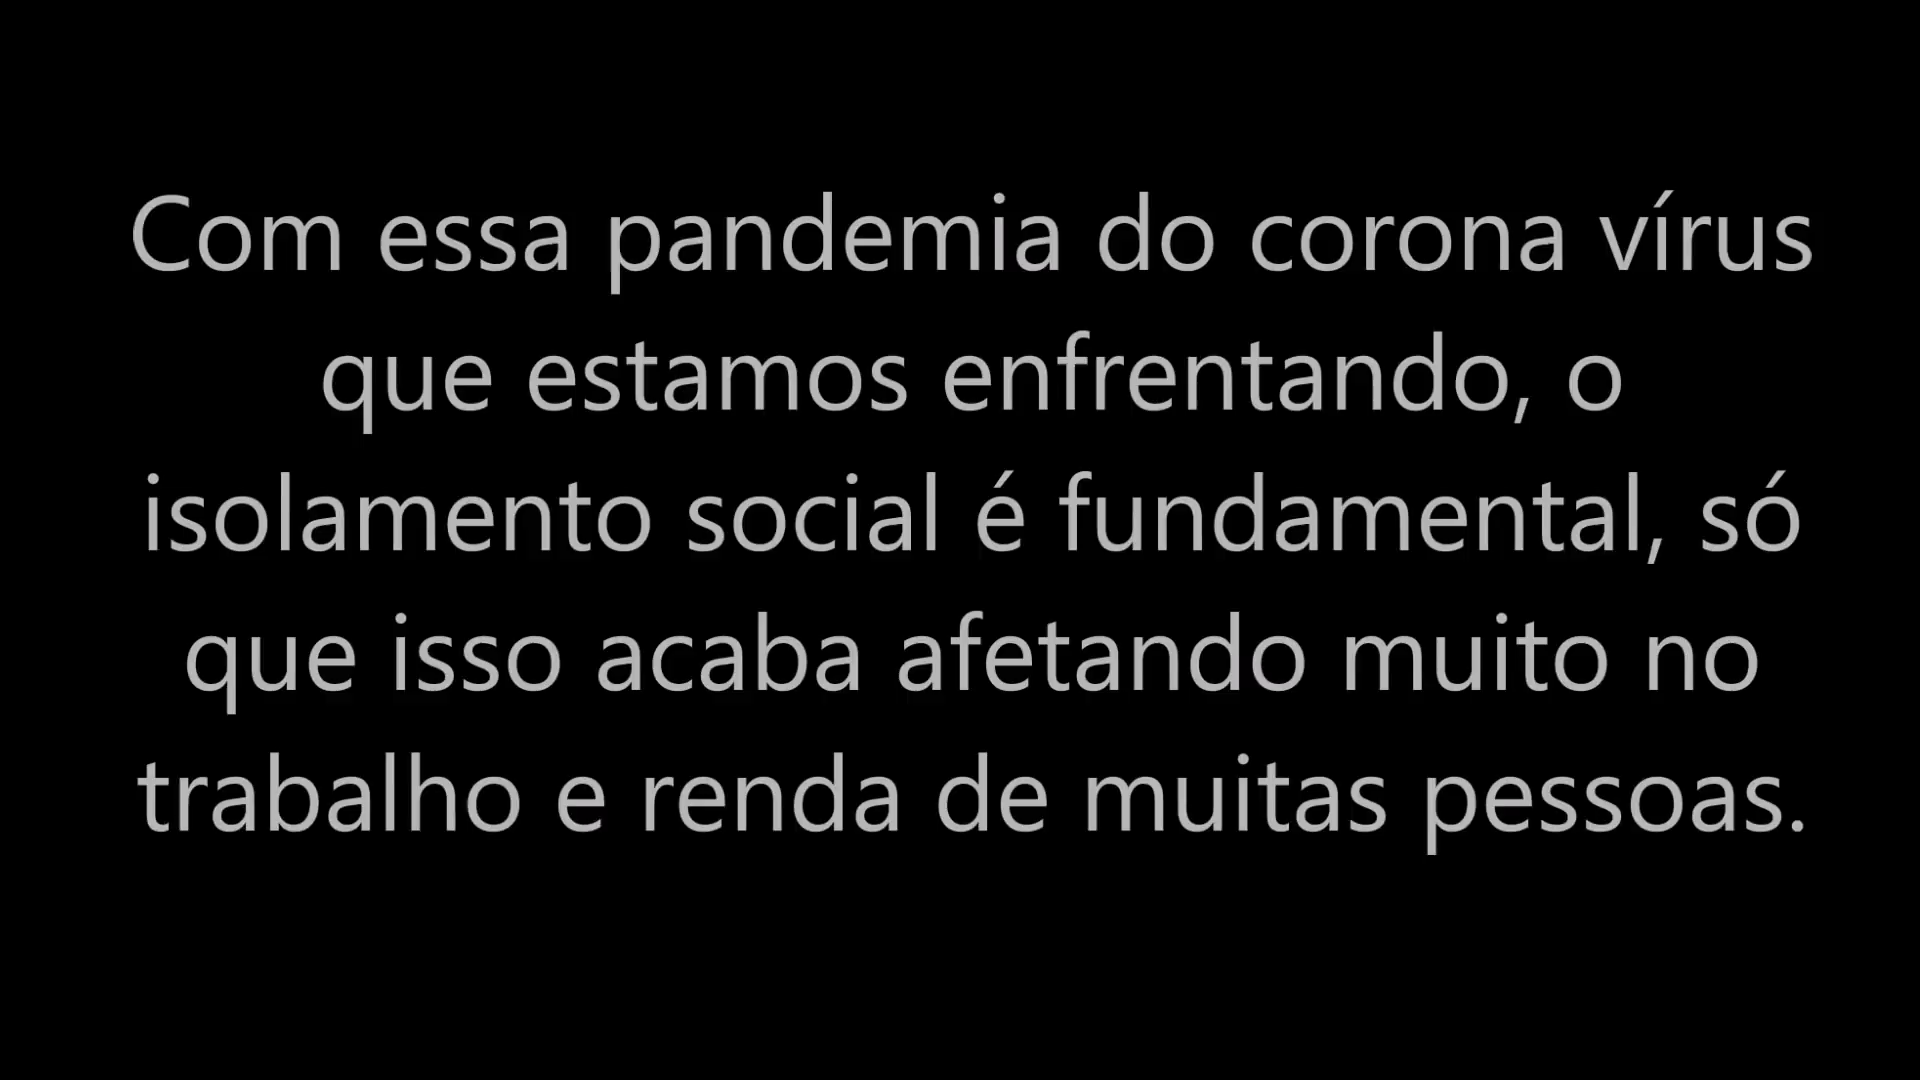 Com essa pandemia do corona vírus
que estamos enfrentando, o
isolamento social é fundamental, só
que isso acaba afetando muito no
trabalho e renda de muitas pessoas.